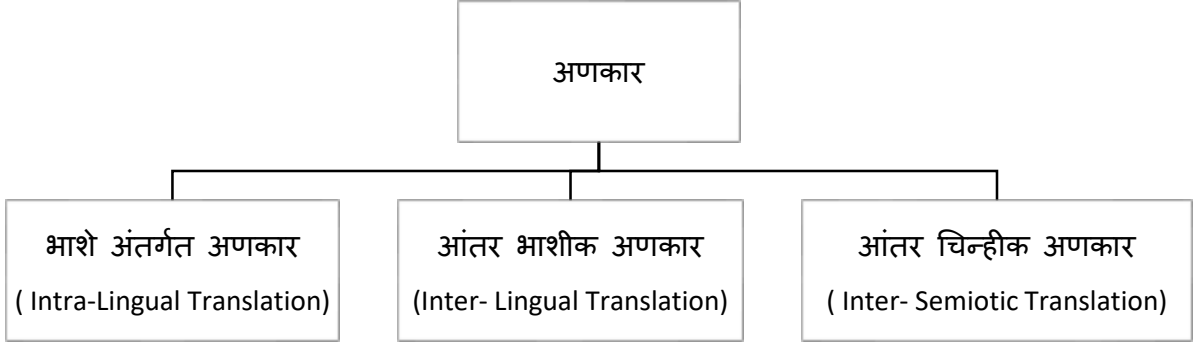 अणकार
भाशे अंतर्गत अणकार
( Intra-Lingual Translation)
आंतर भाशीक अणकार
(Inter- Lingual Translation)
आंतर चिन्हीक अणकार
( Inter- Semiotic Translation)